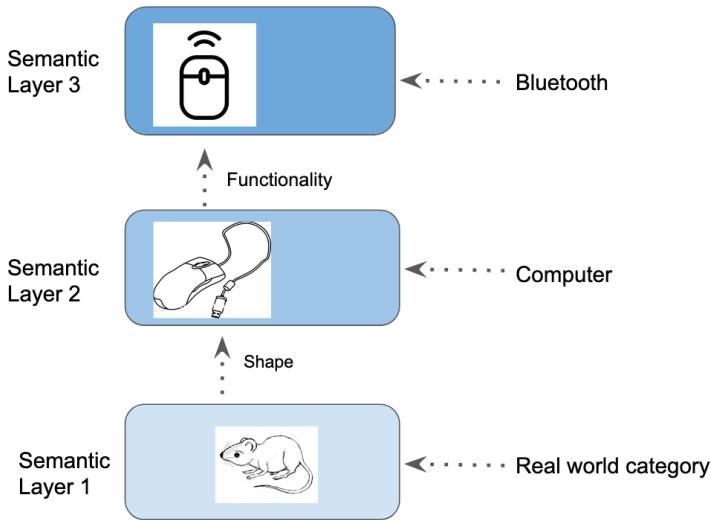 Semantic
Layer 3
Bluetooth
Functionality
Semantic
Layer 2
Computer
Shape
Semantic
Layer 1
Real world category